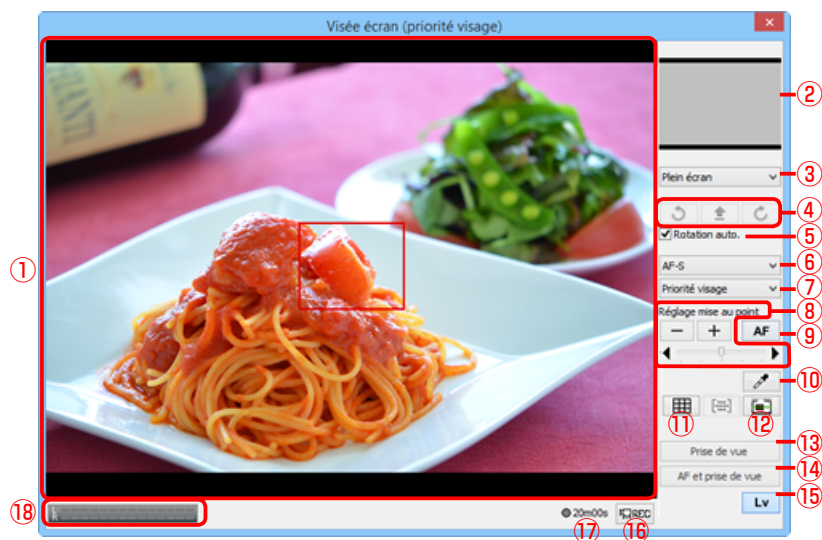 Visée écran (priorité visage)
①
②
Plein écran
③
④
Rotation auto.
⑤
AF-S
⑥
Priorité visage
⑦
Réglage mise au point
⑧
AF
⑨
⑩
⑪
⑫
Prise de vue
⑬
AF et prise de vue
⑭
Lv
⑮
⑱
20m00s
REC
⑰
⑯